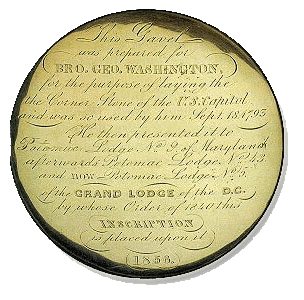 This Gavel
was prepared for
BRO. GEO. WASHINGTON,
for the purpose of laying the
the Corner Stone of the U.S. Capitol
and was so used by him Sept. 18. 1793
He then presented it to
Potomac Lodge No 9, of Maryland
afterwards Potomac Lodge No 43
and now Potomac Lodge No 5,
of the GRAND LODGE of the D.C.
by whose Order of 1841 this
INSCRIPTION
is placed upon it
(1858.)